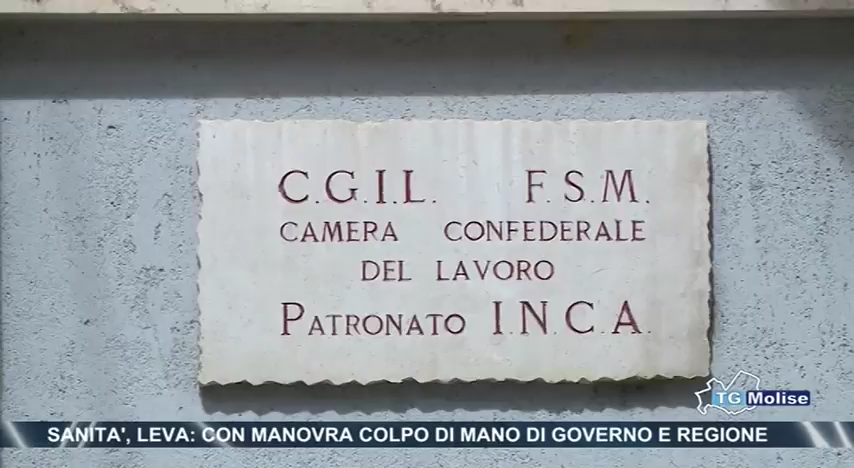 C.G.I.L. F.S.M.
CAMERA CONFEDERALE
DEL LAVORO
PATRONATO I.N.C.A.
TG Molise
SANITA', LEVA: CON MANOVRA COLPO DI MANO DI GOVERNO E REGIONE